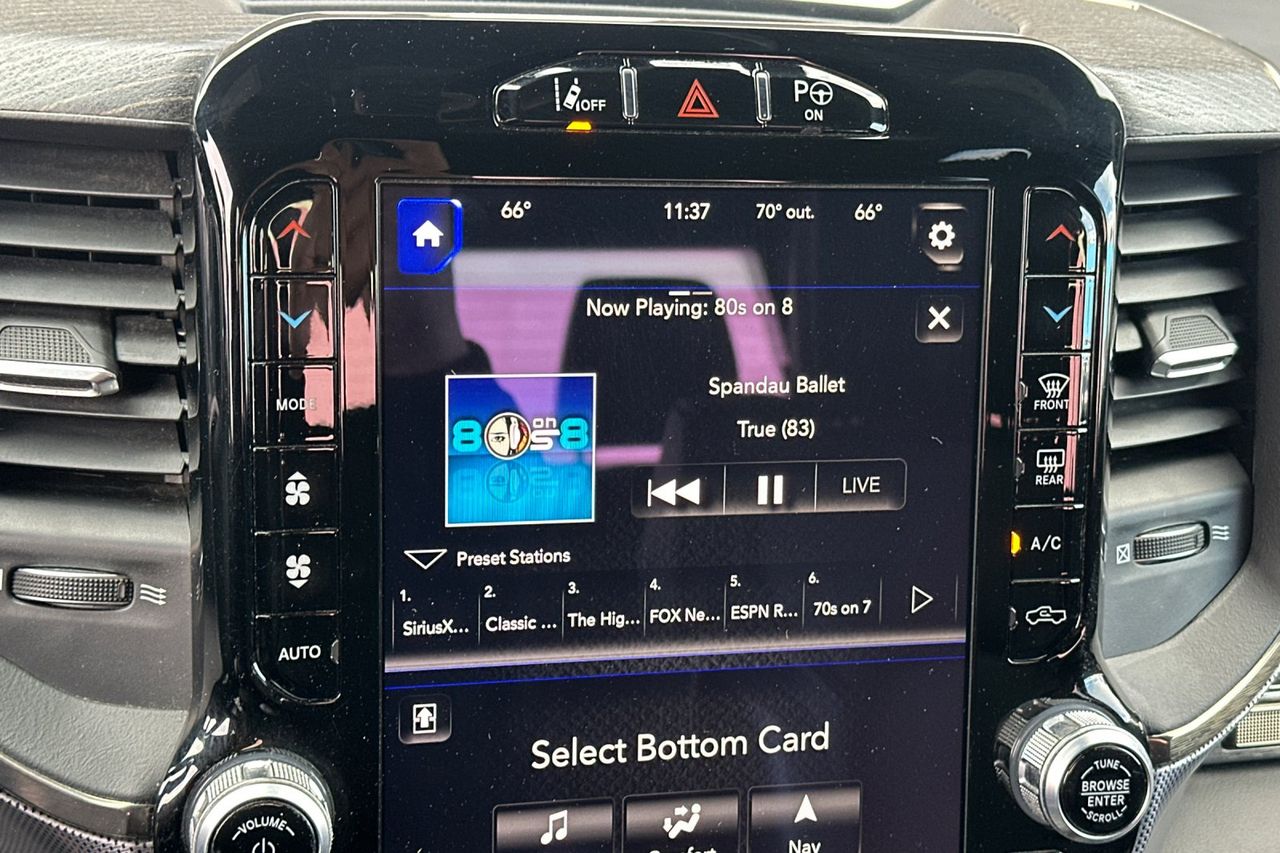 OFF
P
ON
66° 11:37 70° out. 66°
Now Playing: 80s on 8
MODE
FRONT
REAR
A/C
AUTO
80s on 8
Spandau Ballet
True (83)
LIVE
Preset Stations
1. 2. 3. 4. 5. 6.
SiriusX... Classic ... The Hig... FOX Ne... ESPN R... 70s on 7
Select Bottom Card
Comfort Nav
VOLUME
TUNE
BROWSE
ENTER
SCROLL